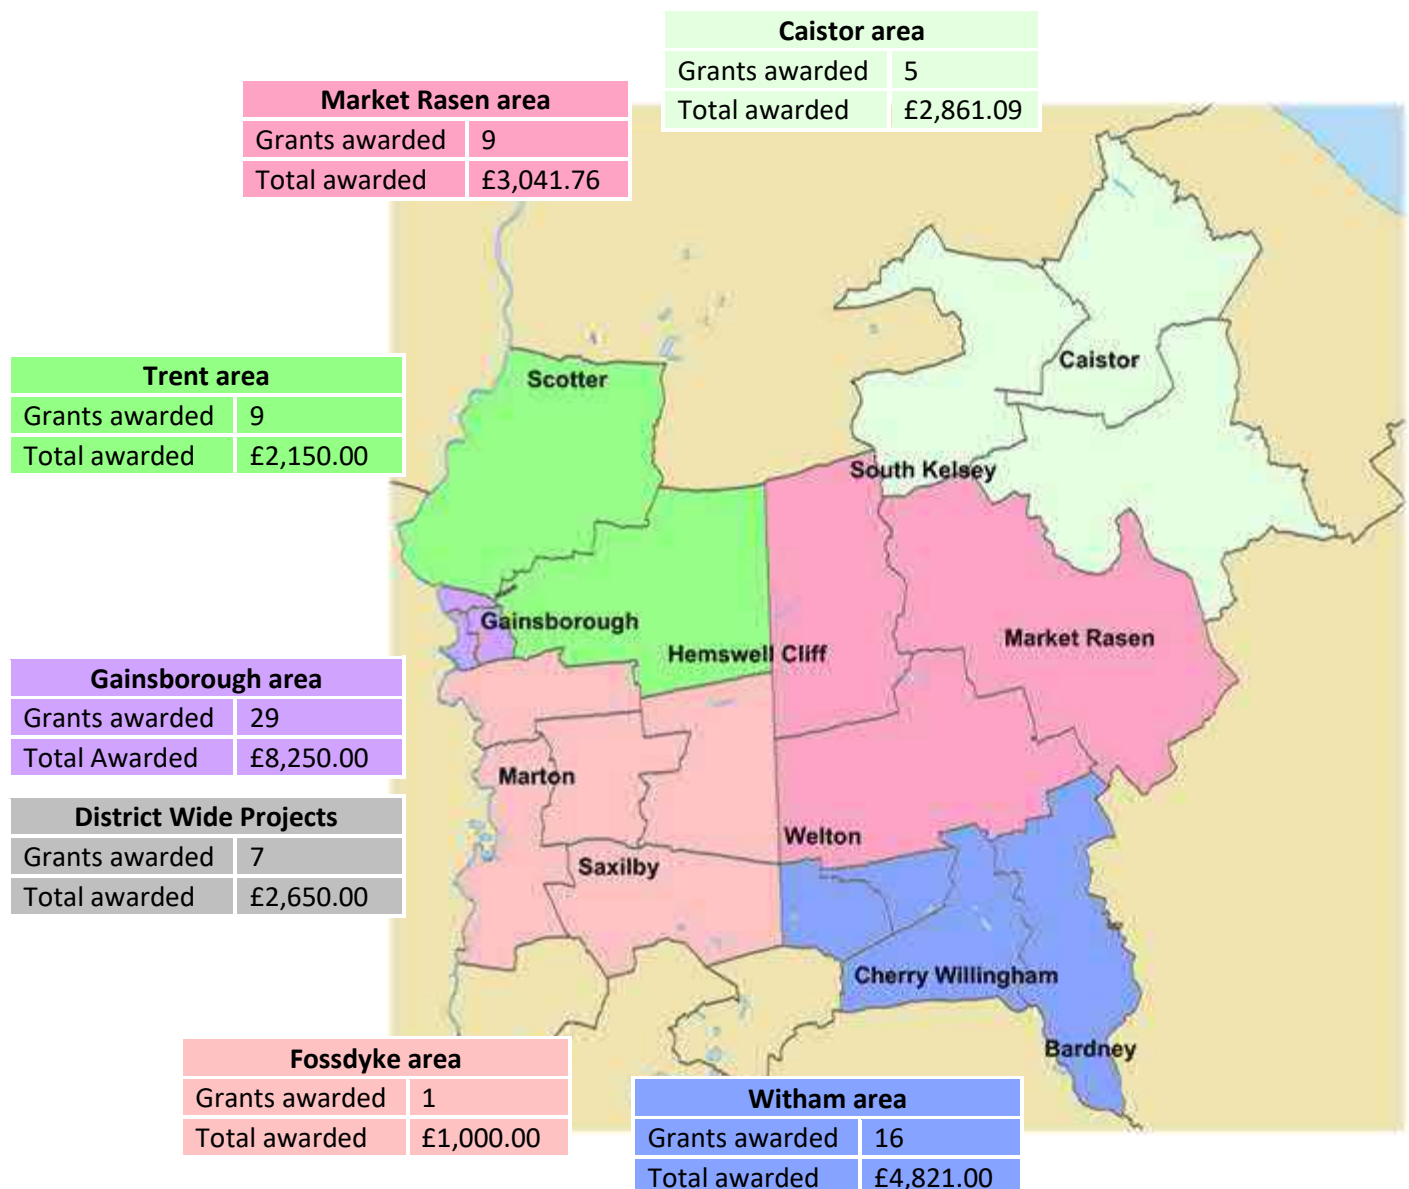 Caistor area
Grants awarded 5
Total awarded £2,861.09
Market Rasen area
Grants awarded 9
Total awarded £3,041.76
Trent area
Grants awarded 9
Total awarded £2,150.00
Gainsborough area
Grants awarded 29
Total Awarded £8,250.00
District Wide Projects
Grants awarded 7
Total awarded £2,650.00
Fossdyke area
Grants awarded 1
Total awarded £1,000.00
Witham area
Grants awarded 16
Total awarded £4,821.00
Caistor
Scotter
South Kelsey
Gainsborough
Market Rasen
Hemswell Cliff
Marton
Welton
Saxilby
Cherry Willingham
Bardney